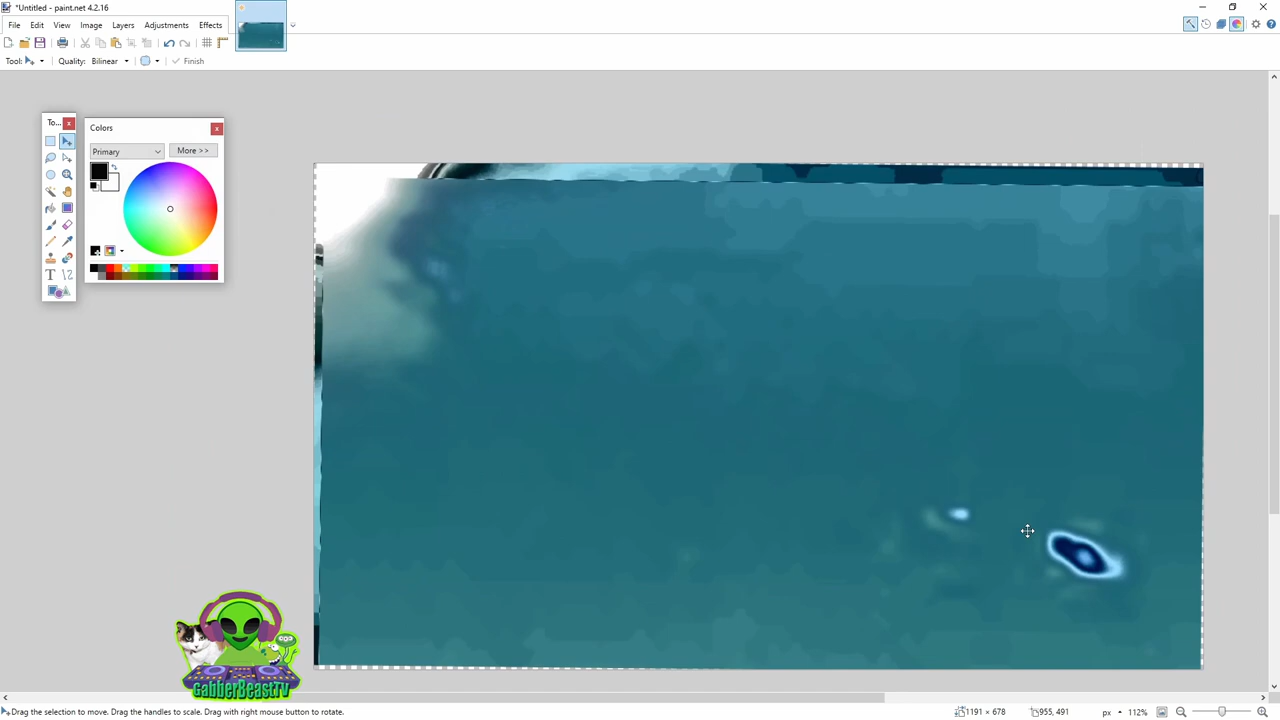 *Untitled - paint.net 4.2.16
File Edit View Image Layers Adjustments Effects
Tool: Quality: Bilinear Finish
To...
Colors
Primary More >>
GabberBeastTV
Drag the selection to move. Drag the handles to scale. Drag with right mouse button to rotate. 1191 × 678 955, 491 px 112%